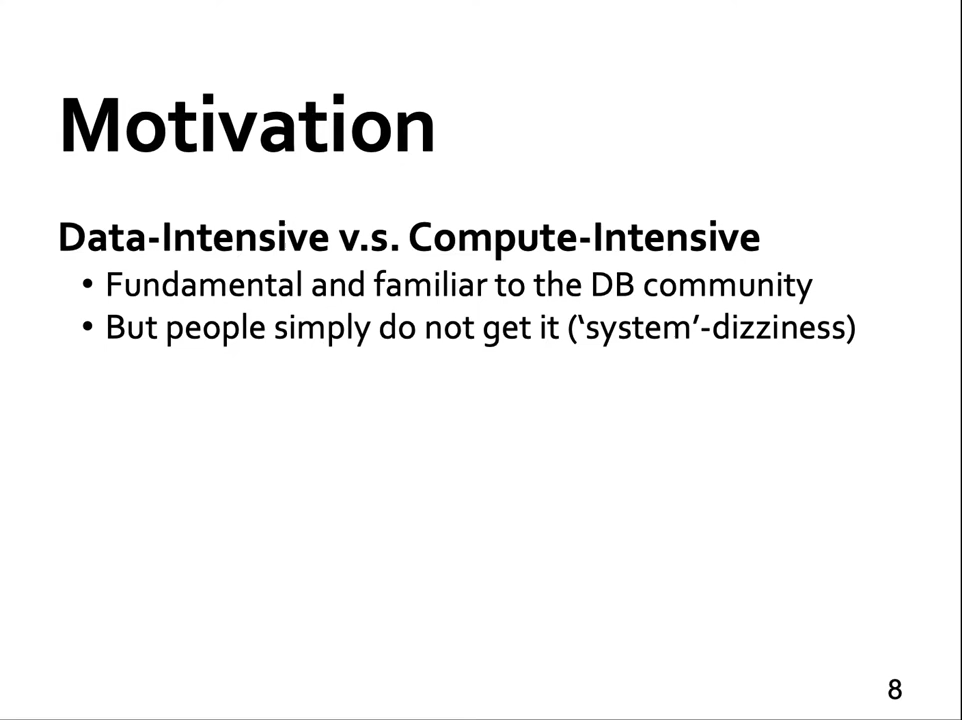 Motivation
Data-Intensive v.s. Compute-Intensive
• Fundamental and familiar to the DB community
• But people simply do not get it (‘system’-dizziness)
8